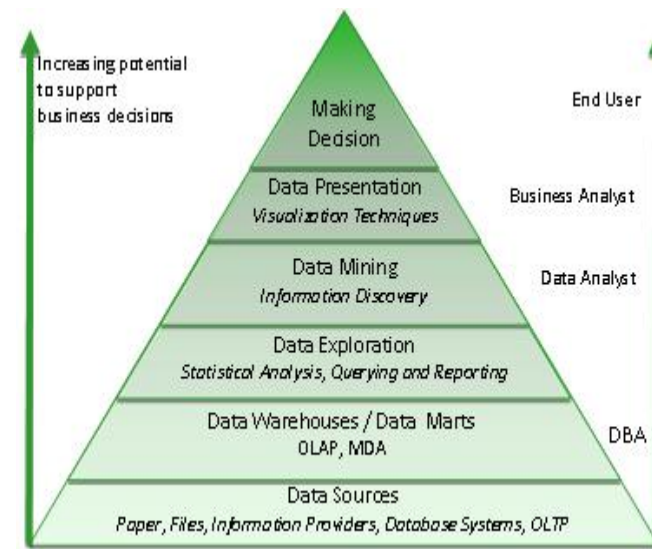 Increasing potential
to support
business decisions
End User
Making
Decision
Data Presentation
Visualization Techniques
Business Analyst
Data Mining
Information Discovery
Data Analyst
Data Exploration
Statistical Analysis, Querying and Reporting
Data Warehouses / Data Marts
OLAP, MDA
DBA
Data Sources
Paper, Files, Information Providers, Database Systems, OLTP